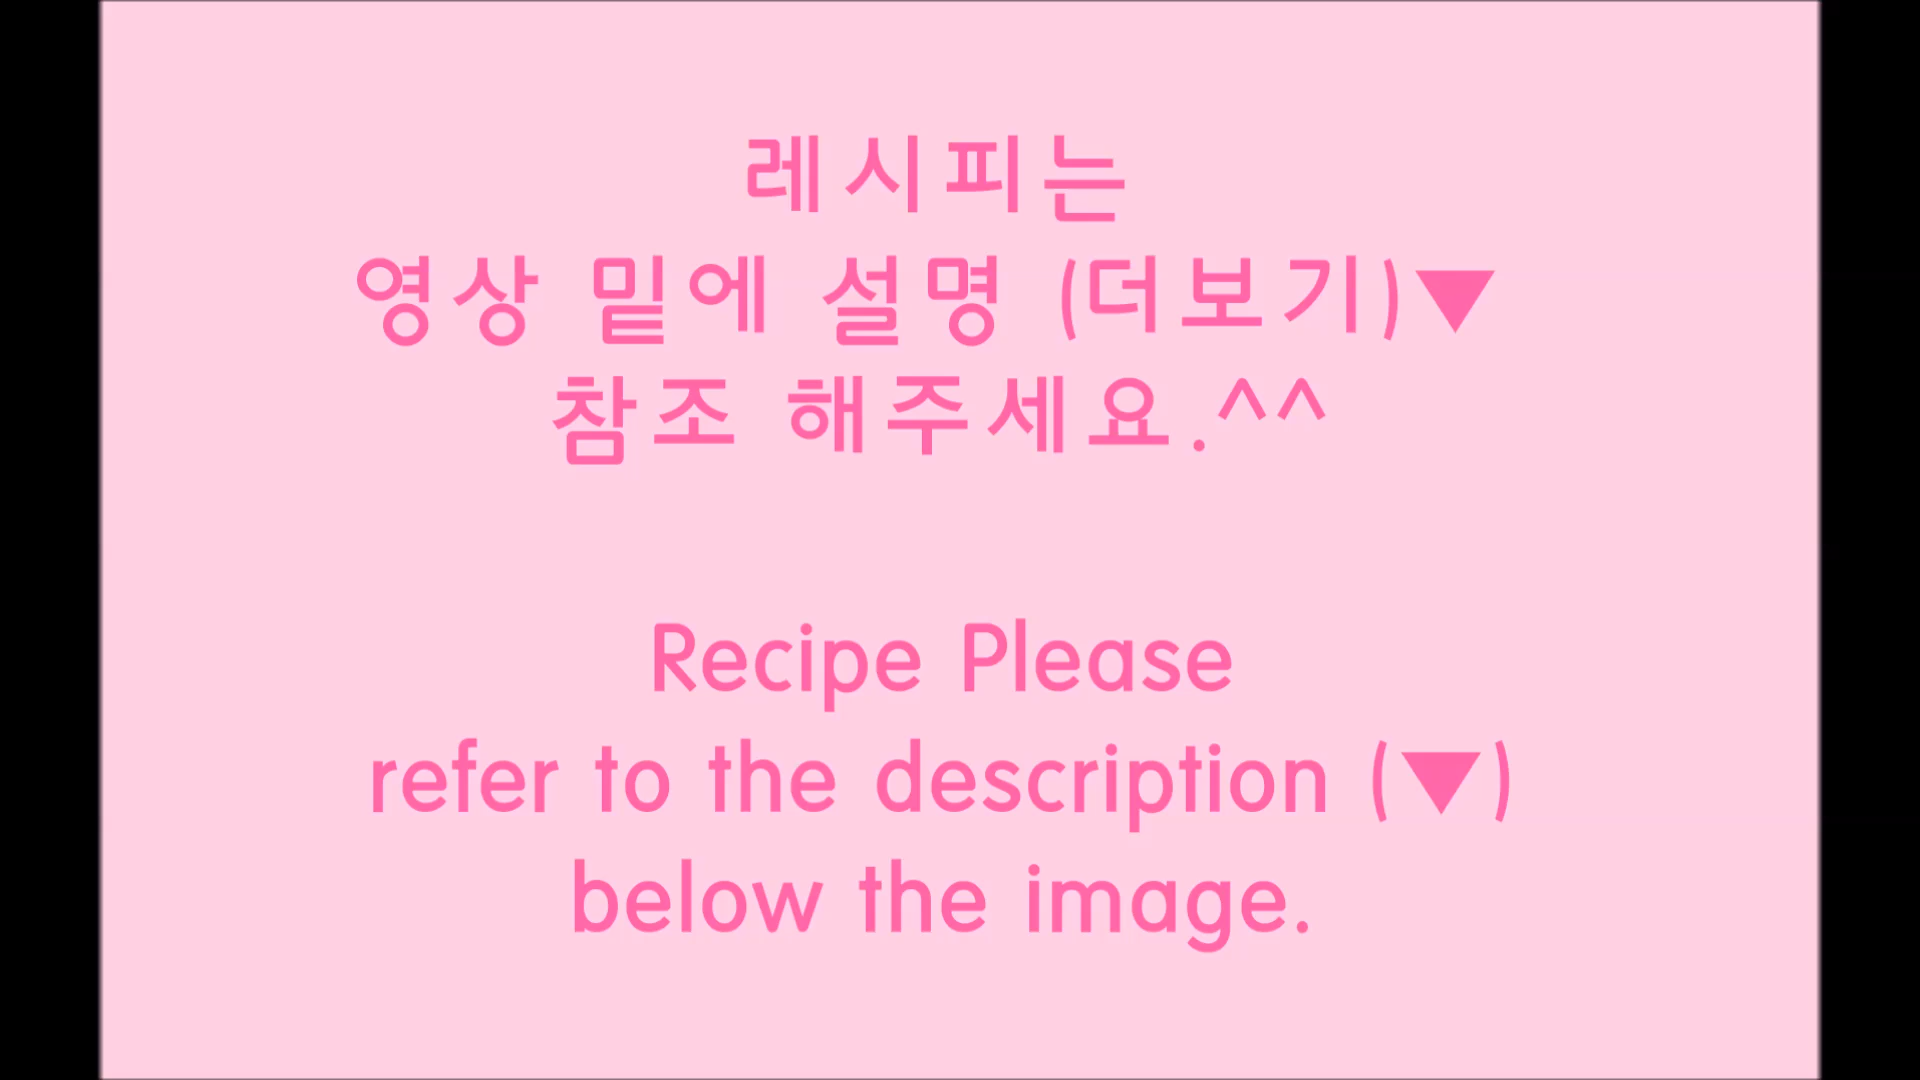 레시피는
영상 밑에 설명 (더보기)▼
참조 해주세요.^^
Recipe Please
refer to the description (▼)
below the image.